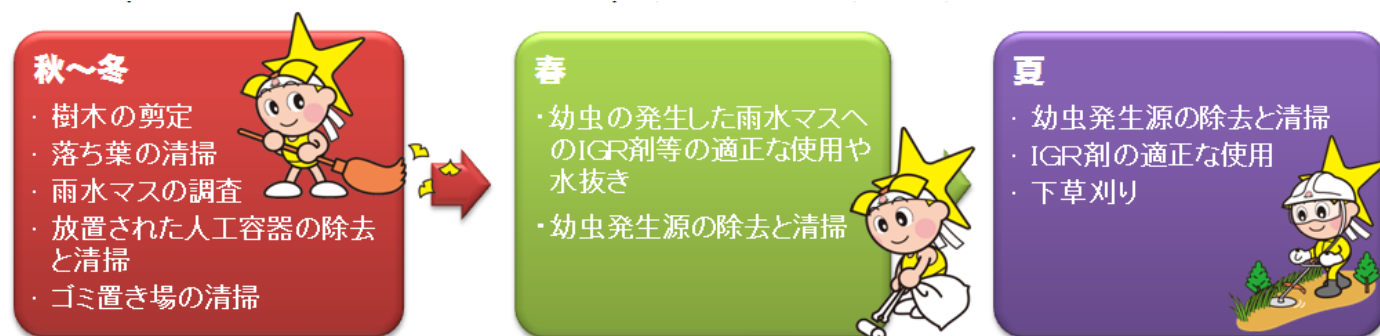 秋～冬
· 樹木の剪定
· 落ち葉の清掃
· 雨水マスの調査
· 放置された人工容器の除去
と清掃
· ゴミ置き場の清掃
春
・幼虫の発生した雨水マスへ
のIGR剤等の適正な使用や
水抜き
・幼虫発生源の除去と清掃
夏
· 幼虫発生源の除去と清掃
· IGR剤の適正な使用
· 下草刈り